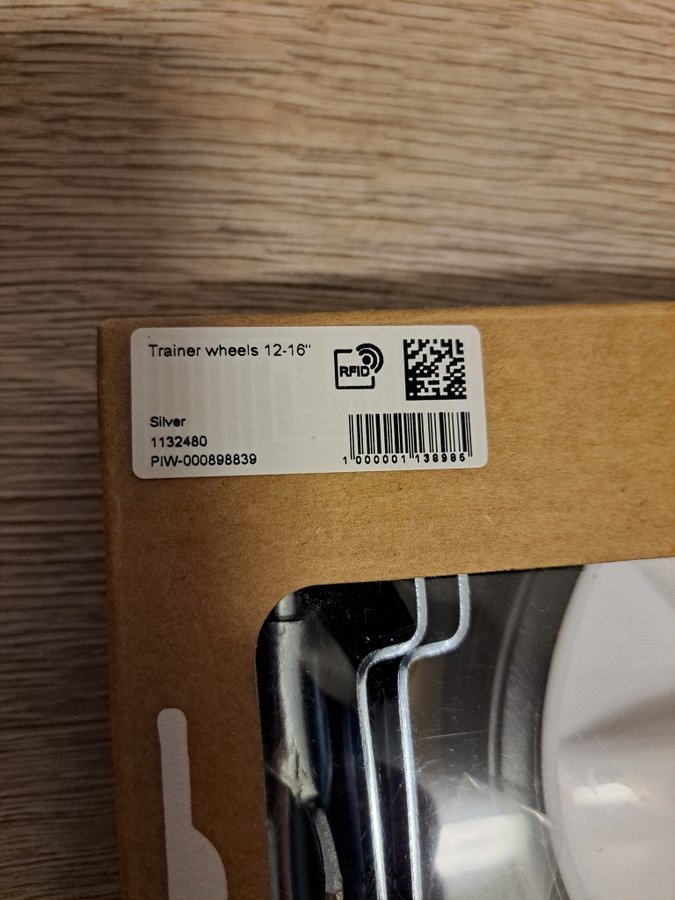 Trainer wheels 12-16"
RFID
Silver
1132480
PIW-000898839
1 000001 138985